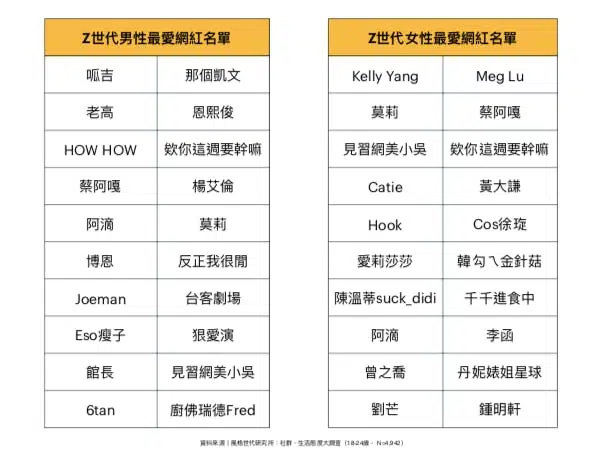 Z世代男性最愛網紅名單
呱吉 那個凱文
老高 恩熙俊
HOW HOW 欸你這週要幹嘛
蔡阿嘎 楊艾倫
阿滴 莫莉
博恩 反正我很閒
Joeman 台客劇場
Eso瘦子 狠愛演
館長 見習網美小吳
6tan 廚佛瑞德Fred
Z世代女性最愛網紅名單
Kelly Yang Meg Lu
莫莉 蔡阿嘎
見習網美小吳 欸你這週要幹嘛
Catie 黃大謙
Hook Cos徐璇
愛莉莎莎 韓勾ㄟ金針菇
陳溫蒂suck_didi 千千進食中
阿滴 李函
曾之喬 丹妮婊姐星球
劉芒 鍾明軒
資料來源｜風格世代研究所：社群、生活態度大調查（18-24歲， N=4,942）